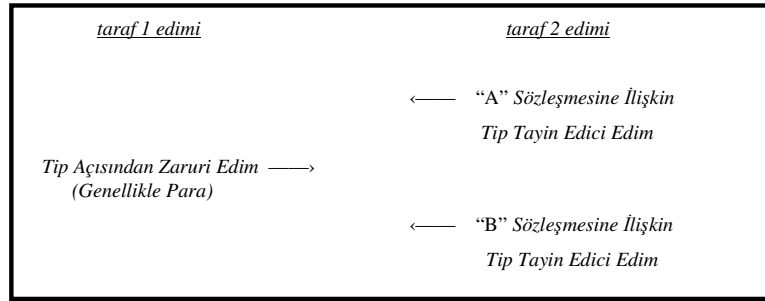 taraf 1 edimi
taraf 2 edimi
←—— “A” Sözleşmesine İlişkin
Tip Tayin Edici Edim
Tip Açısından Zaruri Edim ——→
(Genellikle Para)
←—— “B” Sözleşmesine İlişkin
Tip Tayin Edici Edim